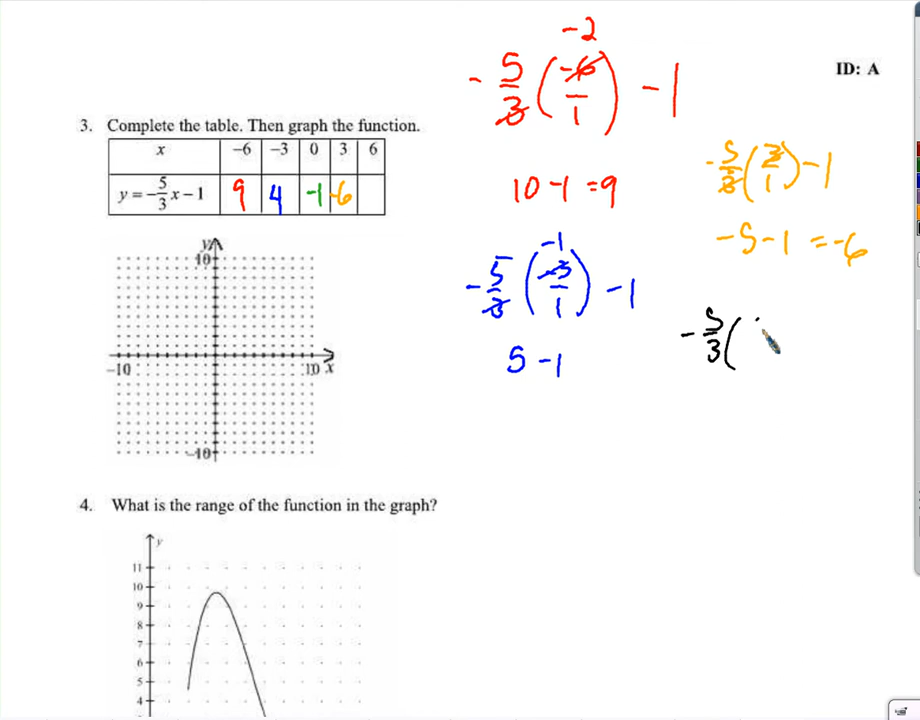 ID: A
3. Complete the table. Then graph the function.
x −6 −3 0 3 6
y = −5/3 x − 1 9 4 -1 -6
y
10
−10 10 x
−10
-2
- 5/3 (-6/1) - 1
10 - 1 = 9
-1
- 5/3 (-3/1) - 1
5 - 1
- 5/3 (3/1) - 1
- 5 - 1 = -6
- 5/3 (
4. What is the range of the function in the graph?
y
11
10
9
8
7
6
5
4